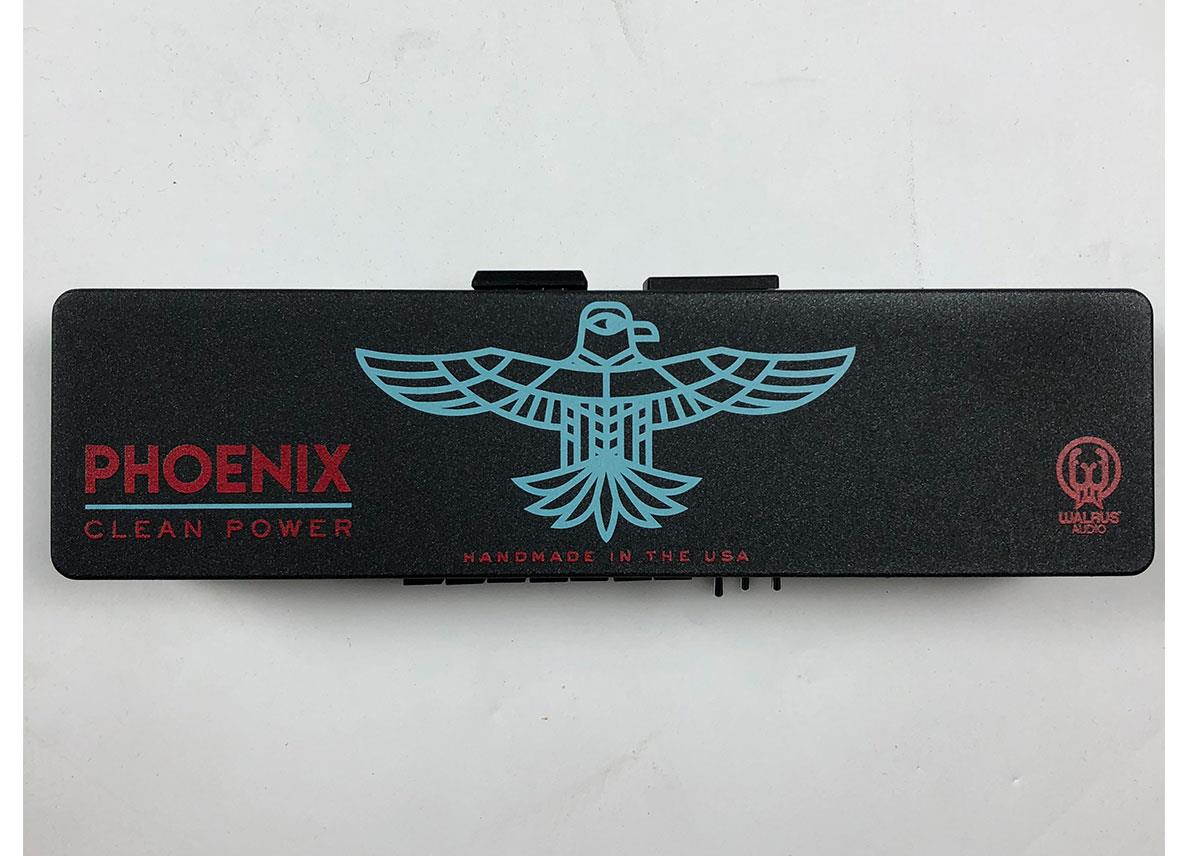 PHOENIX
CLEAN POWER
HANDMADE IN THE USA
WALRUS
AUDIO